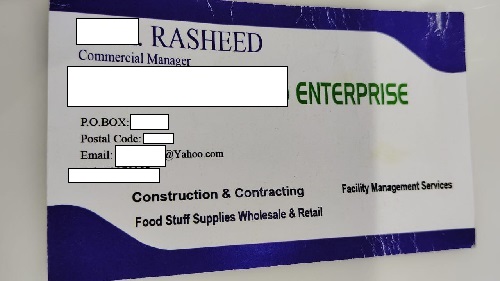 . RASHEED
Commercial Manager
ENTERPRISE
P.O.BOX:
Postal Code:
Email: @Yahoo.com
Construction & Contracting
Facility Management Services
Food Stuff Supplies Wholesale & Retail